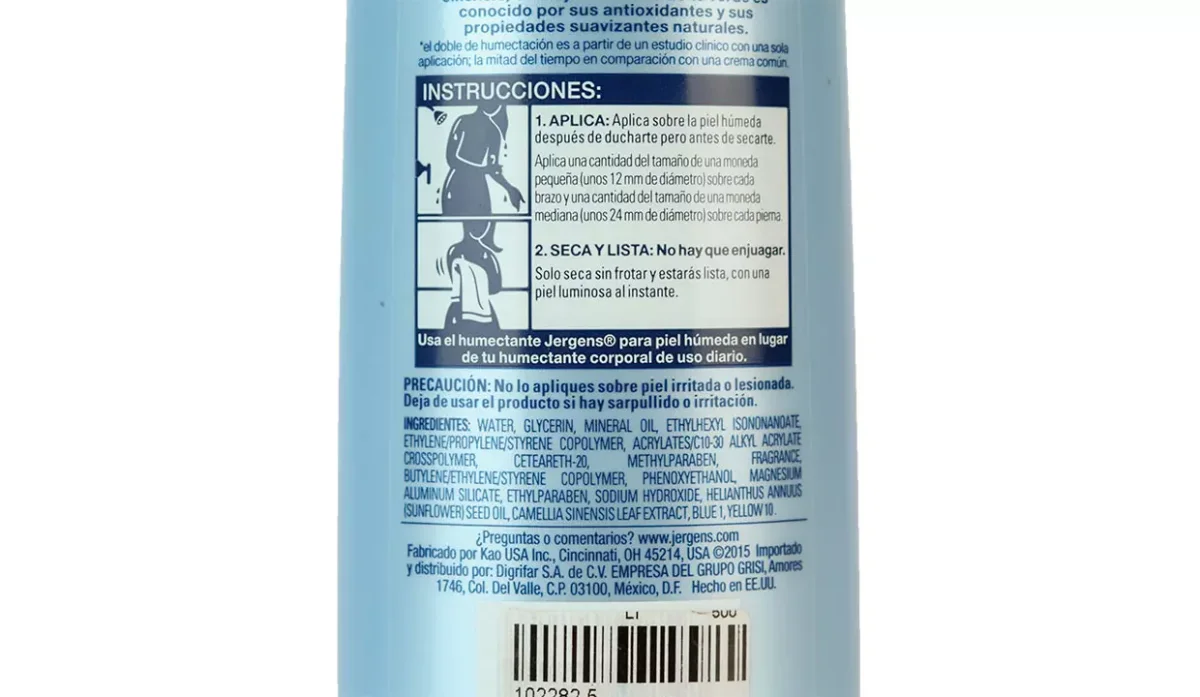 conocido por sus antioxidantes y sus
propiedades suavizantes naturales.
*el doble de humectación es a partir de un estudio clínico con una sola
aplicación; la mitad del tiempo en comparación con una crema común.
INSTRUCCIONES:
1. APLICA: Aplica sobre la piel húmeda
después de ducharte pero antes de secarte.
Aplica una cantidad del tamaño de una moneda
pequeña (unos 12 mm de diámetro) sobre cada
brazo y una cantidad del tamaño de una moneda
mediana (unos 24 mm de diámetro) sobre cada pierna.
2. SECA Y LISTA: No hay que enjuagar.
Solo seca sin frotar y estarás lista, con una
piel luminosa al instante.
Usa el humectante Jergens® para piel húmeda en lugar
de tu humectante corporal de uso diario.
PRECAUCIÓN: No lo apliques sobre piel irritada o lesionada.
Deja de usar el producto si hay sarpullido o irritación.
INGREDIENTES: WATER, GLYCERIN, MINERAL OIL, ETHYLHEXYL ISONONANOATE,
ETHYLENE/PROPYLENE/STYRENE COPOLYMER, ACRYLATES/C10-30 ALKYL ACRYLATE
CROSSPOLYMER, CETEARETH-20, METHYLPARABEN, FRAGRANCE,
BUTYLENE/ETHYLENE/STYRENE COPOLYMER, PHENOXYETHANOL, MAGNESIUM
ALUMINUM SILICATE, ETHYLPARABEN, SODIUM HYDROXIDE, HELIANTHUS ANNUUS
(SUNFLOWER) SEED OIL, CAMELLIA SINENSIS LEAF EXTRACT, BLUE 1, YELLOW 10.
¿Preguntas o comentarios? www.jergens.com
Fabricado por Kao USA Inc., Cincinnati, OH 45214, USA ©2015 Importado
y distribuido por: Digrifar S.A. de C.V. EMPRESA DEL GRUPO GRISI, Amores
1746, Col. Del Valle, C.P. 03100, México, D.F. Hecho en EE.UU.
500
102282 5